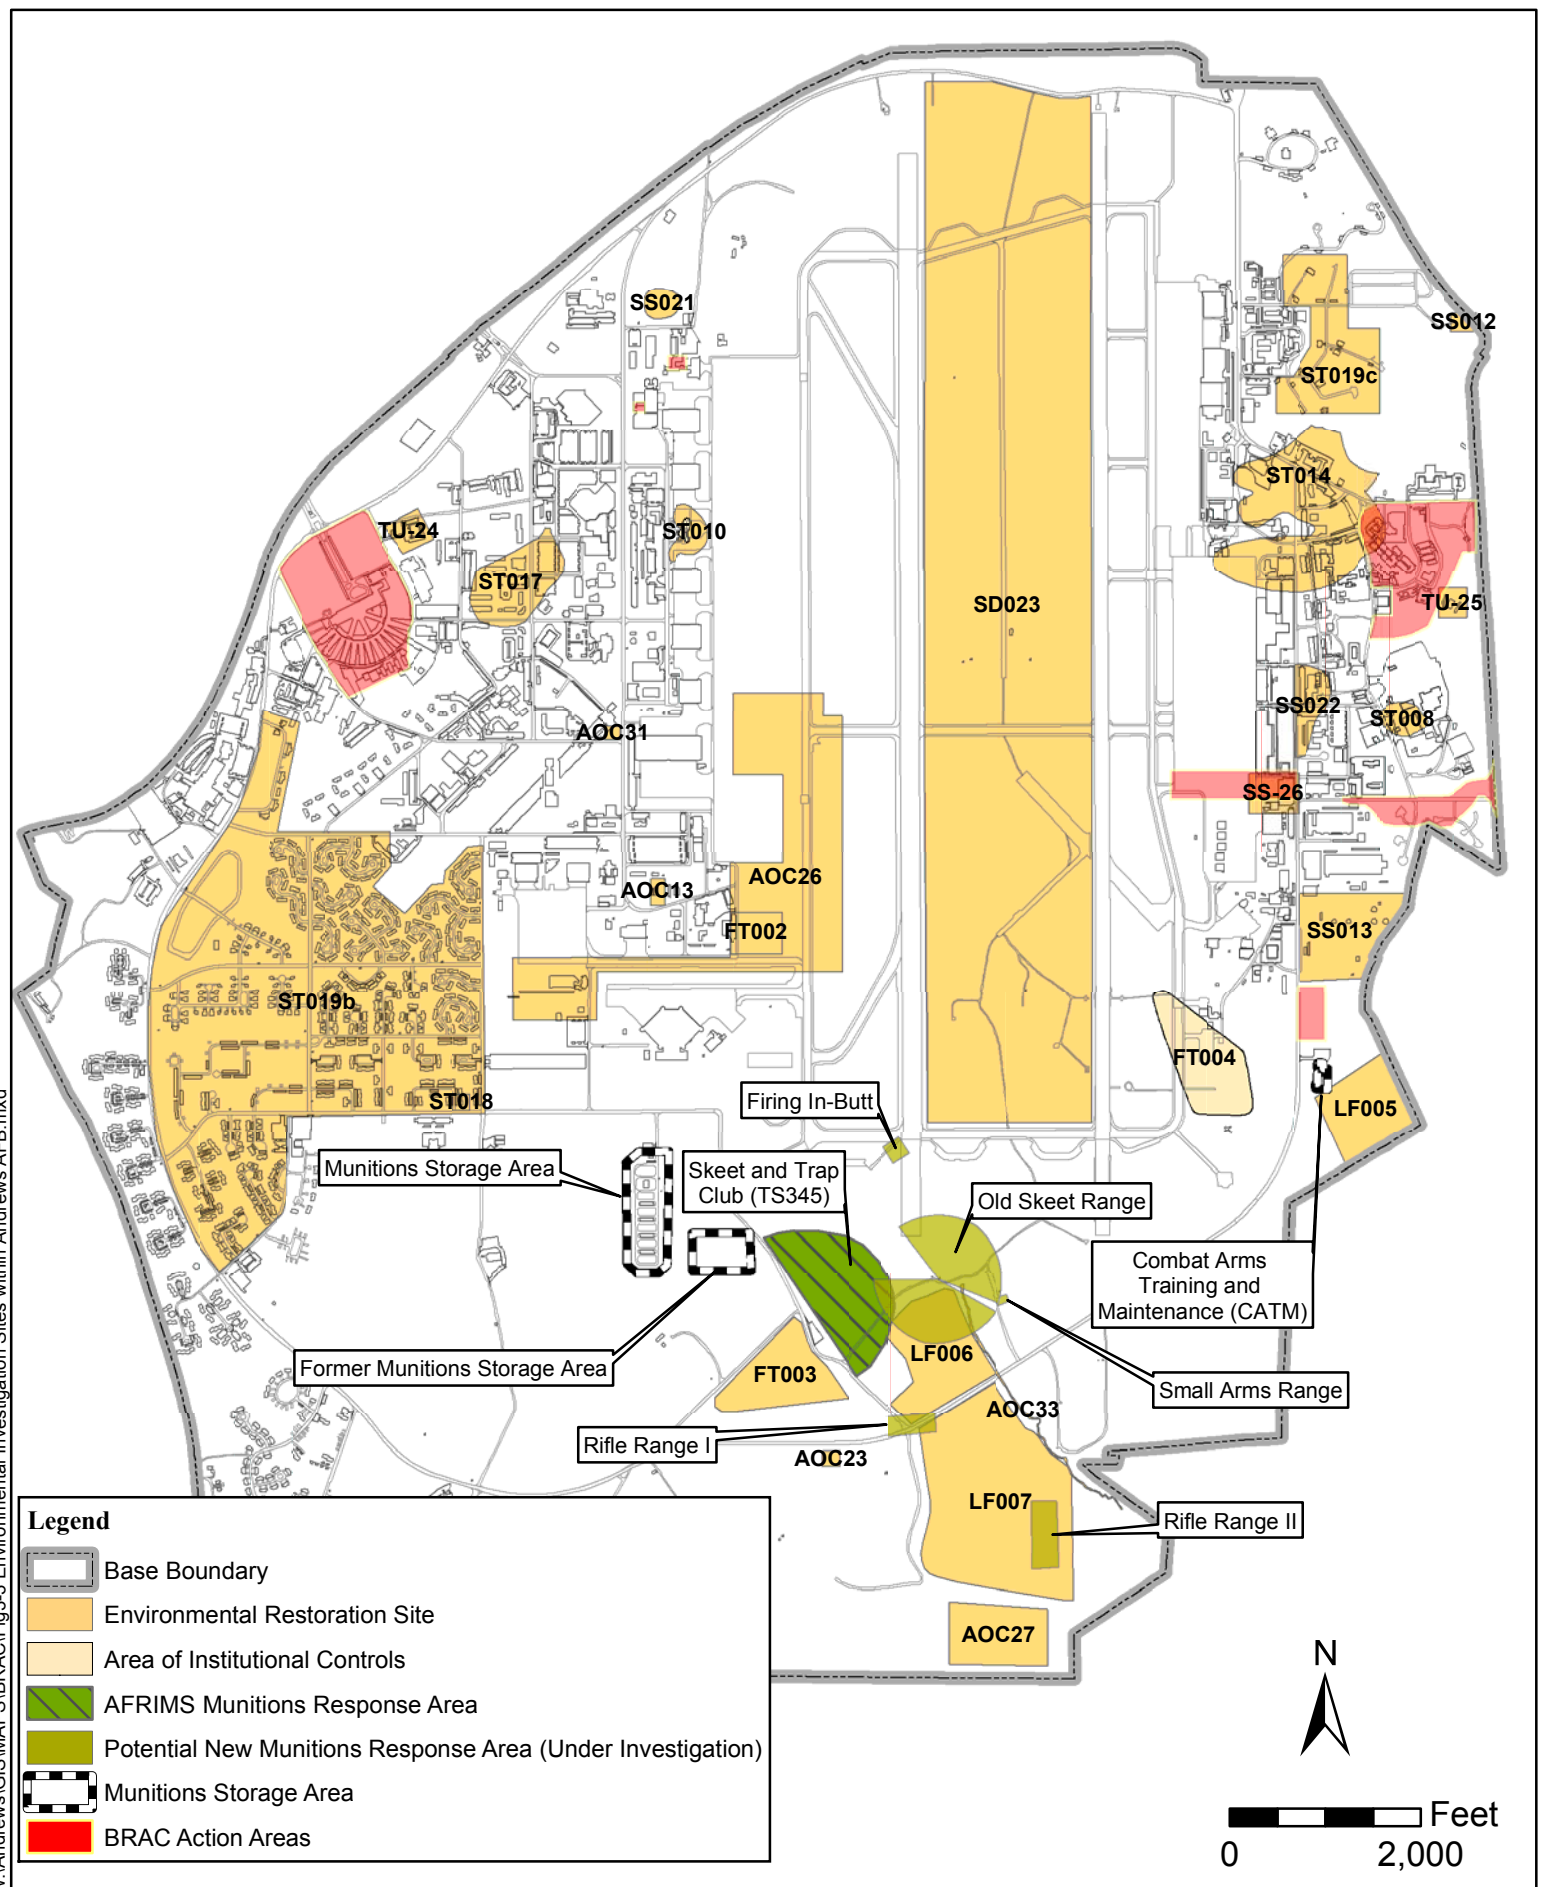 SS021
SS012
ST019c
ST014
TU-24
ST010
ST017
SD023
TU-25
SS022
ST008
AOC31
SS-26
AOC26
AOC13
FT002
SS013
ST019b
FT004
ST018
LF005
Firing In-Butt
Munitions Storage Area
Skeet and Trap
Club (TS345)
Old Skeet Range
Combat Arms
Training and
Maintenance (CATM)
Former Munitions Storage Area
FT003
LF006
Small Arms Range
AOC33
Rifle Range I
AOC23
LF007
Rifle Range II
AOC27
Legend
Base Boundary
Environmental Restoration Site
Area of Institutional Controls
AFRIMS Munitions Response Area
Potential New Munitions Response Area (Under Investigation)
Munitions Storage Area
BRAC Action Areas
N
Feet
0 2,000